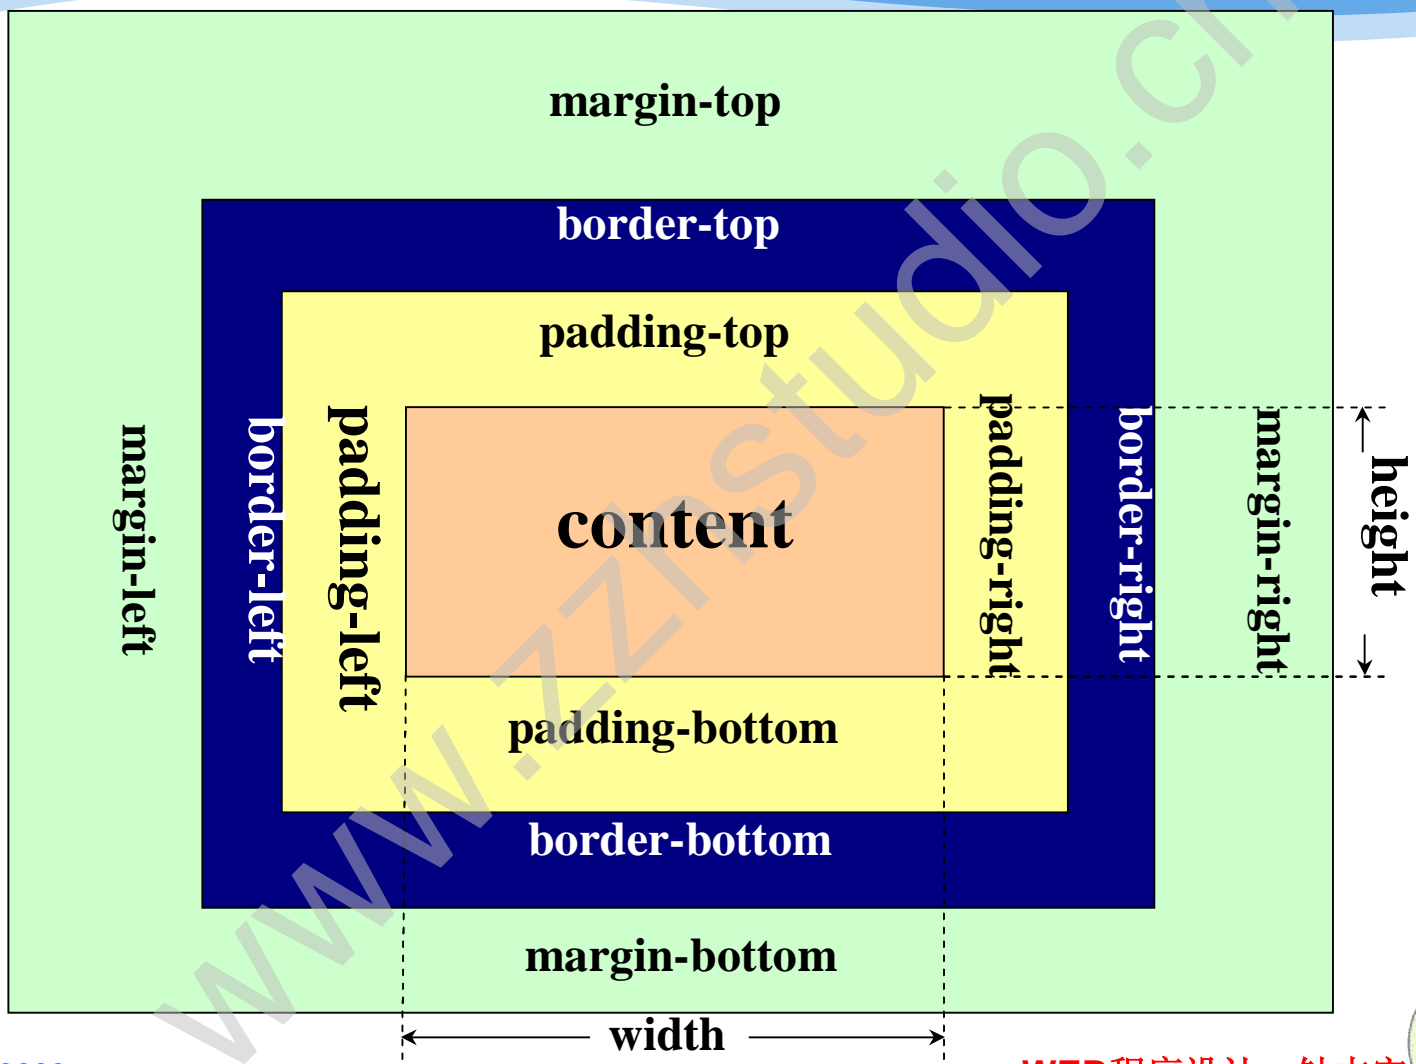 margin-top
border-top
padding-top
margin-left
border-left
padding-left
content
padding-right
border-right
margin-right
height
padding-bottom
border-bottom
margin-bottom
width
www.zzhstudio.cn